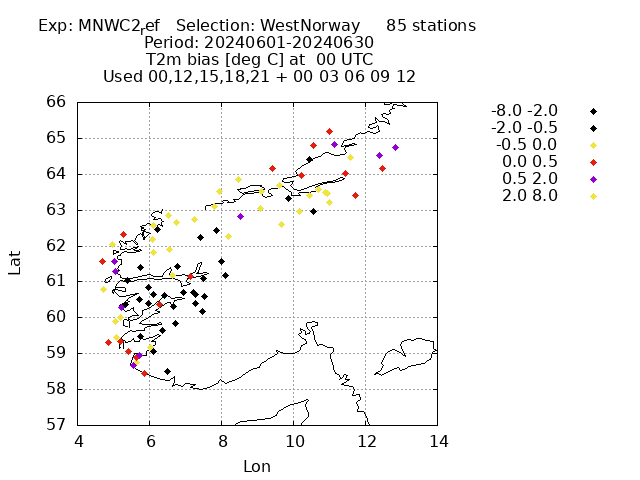 Exp: MNWC2ref Selection: WestNorway 85 stations
Period: 20240601-20240630
T2m bias [deg C] at 00 UTC
Used 00,12,15,18,21 + 00 03 06 09 12
66
65
64
63
62
61
60
59
58
57
4 6 8 10 12 14
Lat
Lon
-8.0 -2.0
-2.0 -0.5
-0.5 0.0
0.0 0.5
0.5 2.0
2.0 8.0